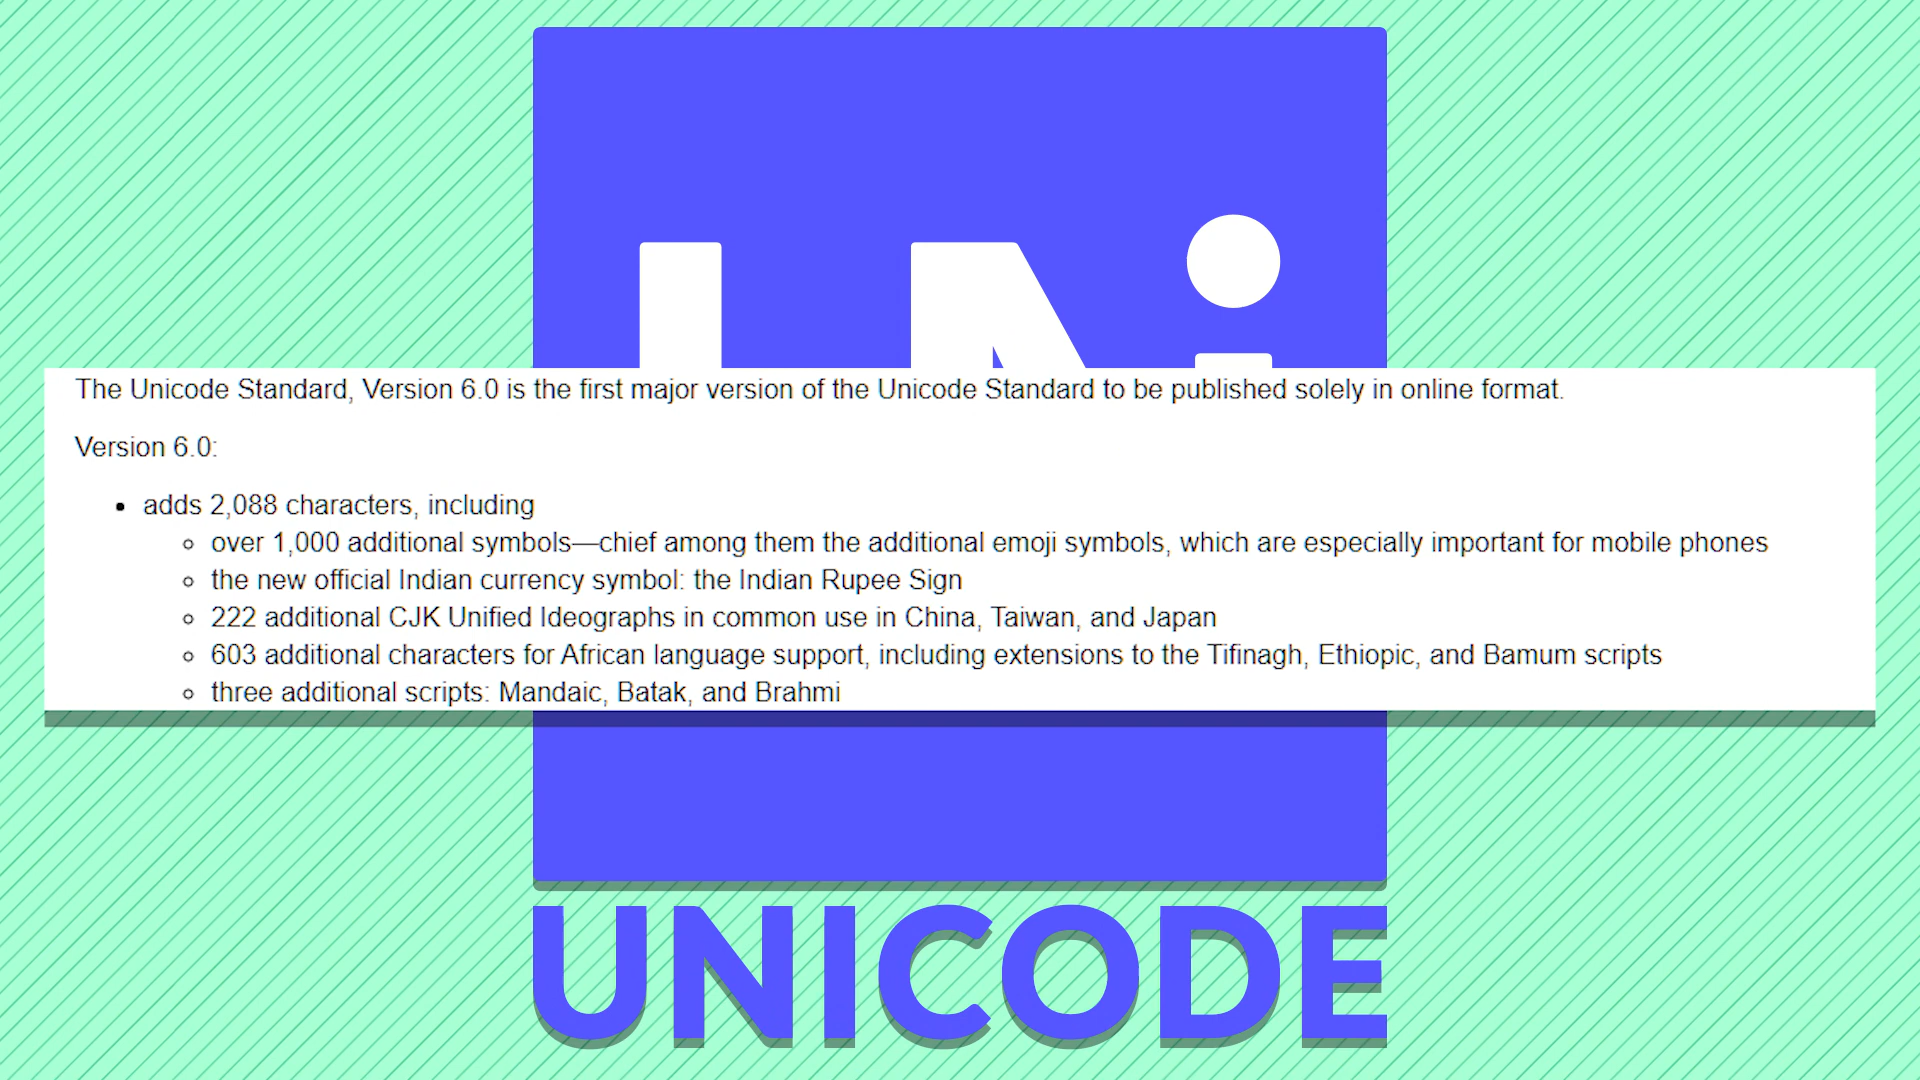 The Unicode Standard, Version 6.0 is the first major version of the Unicode Standard to be published solely in online format.
Version 6.0:
• adds 2,088 characters, including
◦ over 1,000 additional symbols—chief among them the additional emoji symbols, which are especially important for mobile phones
◦ the new official Indian currency symbol: the Indian Rupee Sign
◦ 222 additional CJK Unified Ideographs in common use in China, Taiwan, and Japan
◦ 603 additional characters for African language support, including extensions to the Tifinagh, Ethiopic, and Bamum scripts
◦ three additional scripts: Mandaic, Batak, and Brahmi
UNICODE